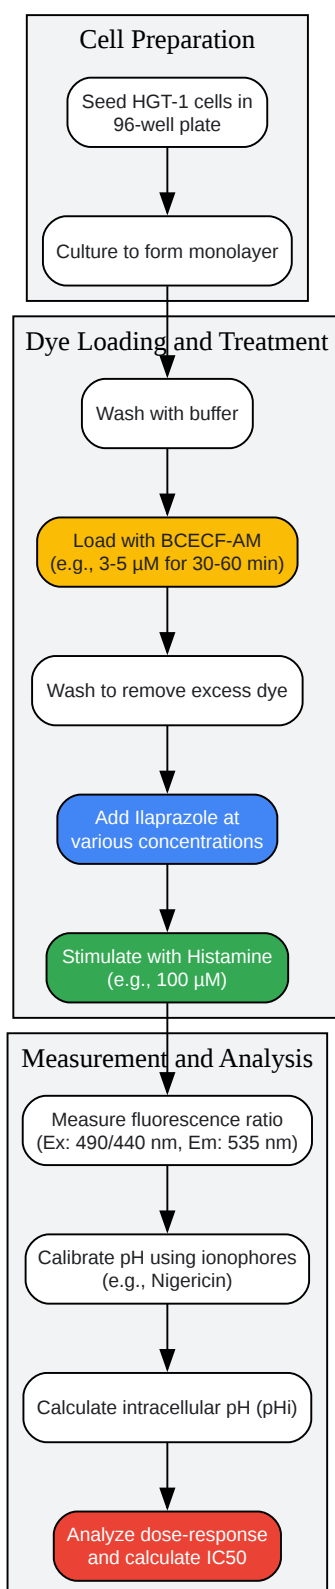 Cell Preparation
Seed HGT-1 cells in
96-well plate
Culture to form monolayer
Dye Loading and Treatment
Wash with buffer
Load with BCECF-AM
(e.g., 3-5 µM for 30-60 min)
Wash to remove excess dye
Add Ilaprazole at
various concentrations
Stimulate with Histamine
(e.g., 100 µM)
Measurement and Analysis
Measure fluorescence ratio
(Ex: 490/440 nm, Em: 535 nm)
Calibrate pH using ionophores
(e.g., Nigericin)
Calculate intracellular pH (pHi)
Analyze dose-response
and calculate IC50